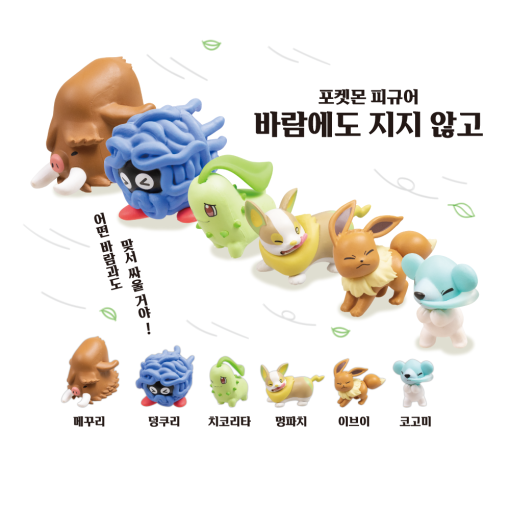 포켓몬 피규어
바람에도 지지 않고
어떤 바람과도
맞서 싸울 거야!
메꾸리
덩쿠리
치코리타
멍파치
이브이
코고미